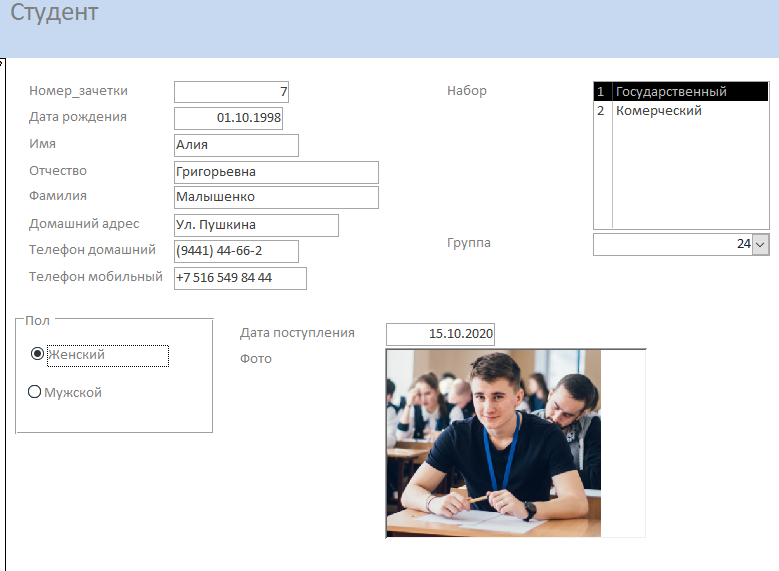 Студент
Номер_зачетки 7
Дата рождения 01.10.1998
Имя Алия
Отчество Григорьевна
Фамилия Малышенко
Домашний адрес Ул. Пушкина
Телефон домашний (9441) 44-66-2
Телефон мобильный +7 516 549 84 44
Набор
1 Государственный
2 Комерческий
Группа 24
Пол
Женский
Мужской
Дата поступления 15.10.2020
Фото